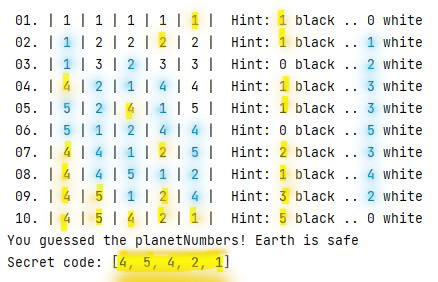 01. | 1 | 1 | 1 | 1 | 1 | Hint: 1 black .. 0 white
02. | 1 | 2 | 2 | 2 | 2 | Hint: 1 black .. 1 white
03. | 1 | 3 | 2 | 3 | 3 | Hint: 0 black .. 2 white
04. | 4 | 2 | 1 | 4 | 4 | Hint: 1 black .. 3 white
05. | 5 | 2 | 4 | 1 | 5 | Hint: 1 black .. 3 white
06. | 5 | 1 | 2 | 4 | 4 | Hint: 0 black .. 5 white
07. | 4 | 4 | 1 | 2 | 5 | Hint: 2 black .. 3 white
08. | 4 | 4 | 5 | 1 | 2 | Hint: 1 black .. 4 white
09. | 4 | 5 | 1 | 2 | 4 | Hint: 3 black .. 2 white
10. | 4 | 5 | 4 | 2 | 1 | Hint: 5 black .. 0 white
You guessed the planetNumbers! Earth is safe
Secret code: [4, 5, 4, 2, 1]